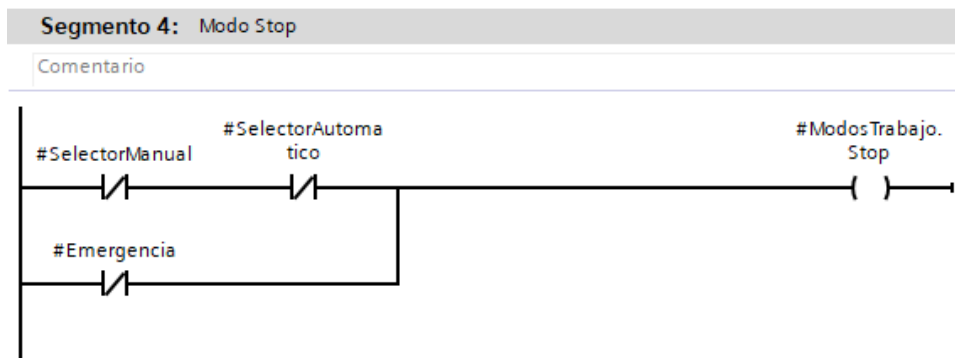 Segmento 4: Modo Stop
Comentario
#SelectorManual
#SelectorAutoma
tico
#ModosTrabajo.
Stop
#Emergencia